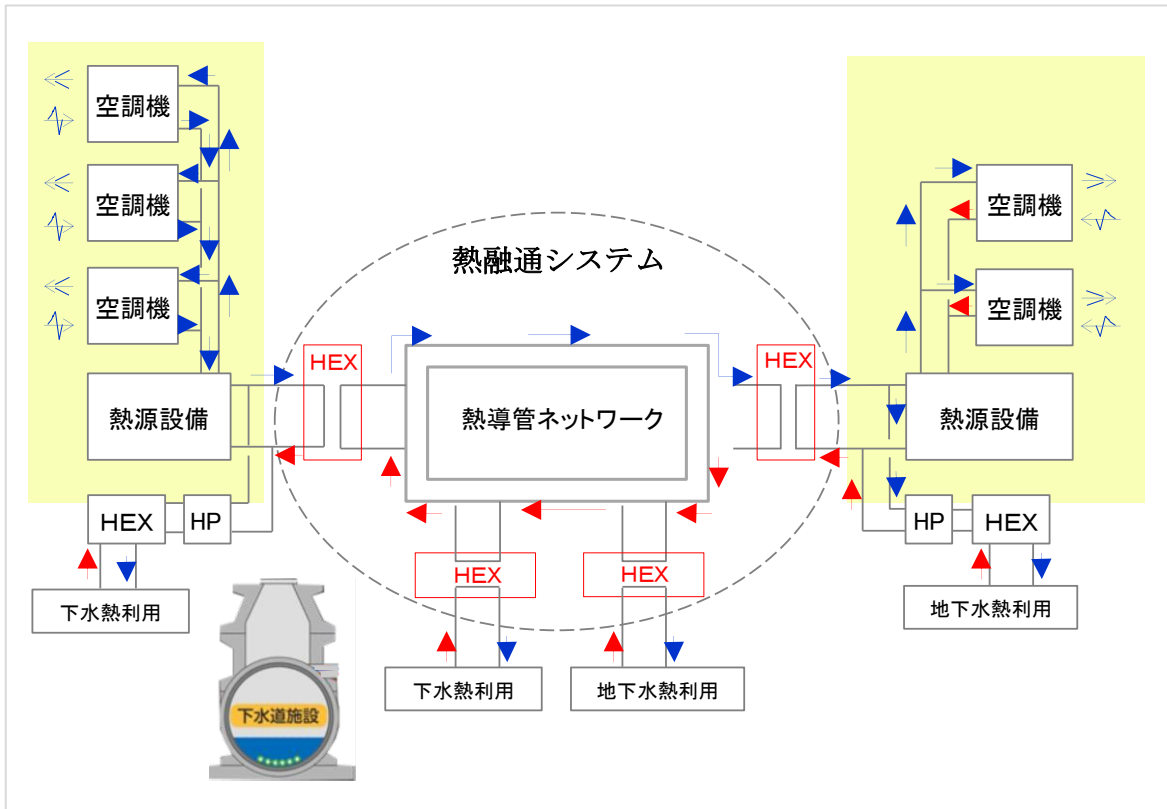 空調機
空調機
空調機
熱源設備
HEX
HP
下水熱利用
下水道施設
熱融通システム
HEX
熱導管ネットワーク
HEX
HEX
HEX
下水熱利用
地下水熱利用
空調機
空調機
熱源設備
HP
HEX
地下水熱利用